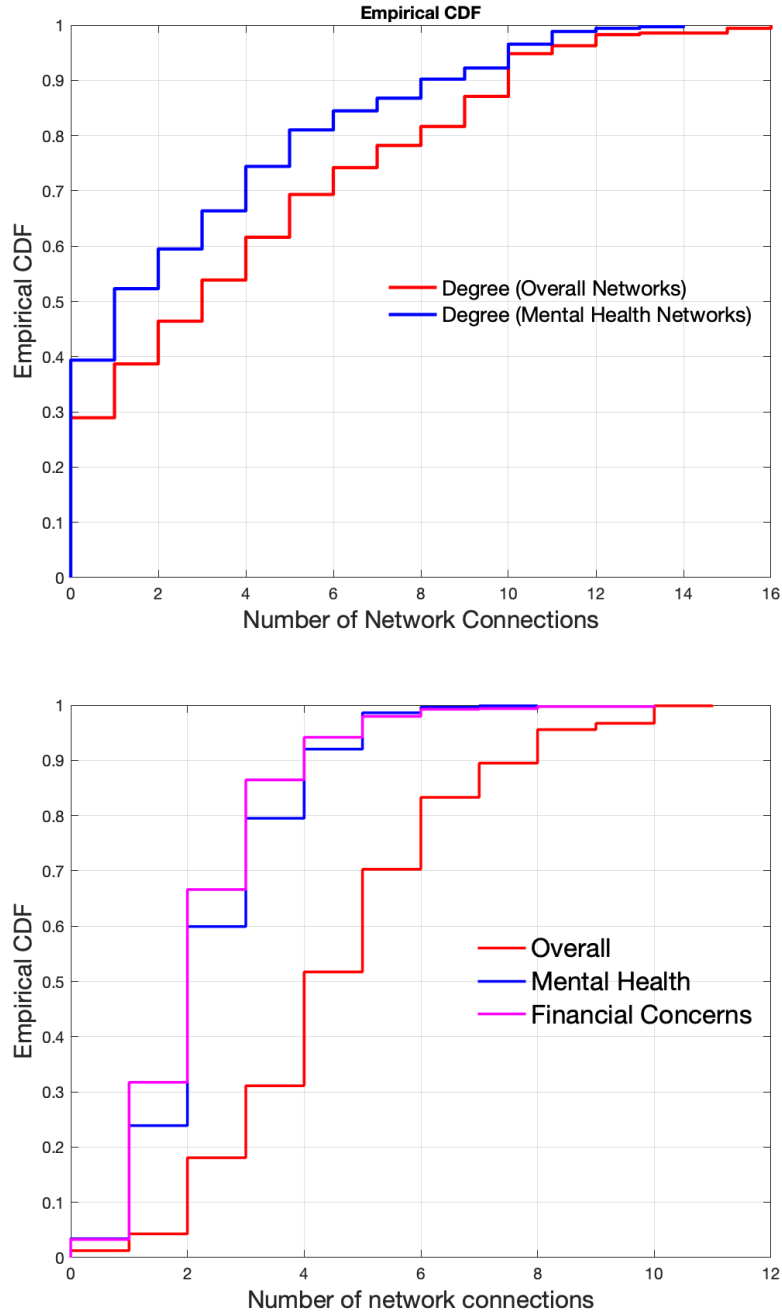 Empirical CDF
1
0.9
0.8
0.7
0.6
0.5
0.4
0.3
0.2
0.1
0
Empirical CDF
Degree (Overall Networks)
Degree (Mental Health Networks)
0 2 4 6 8 10 12 14 16
Number of Network Connections
1
0.9
0.8
0.7
0.6
0.5
0.4
0.3
0.2
0.1
0
Empirical CDF
Overall
Mental Health
Financial Concerns
0 2 4 6 8 10 12
Number of network connections